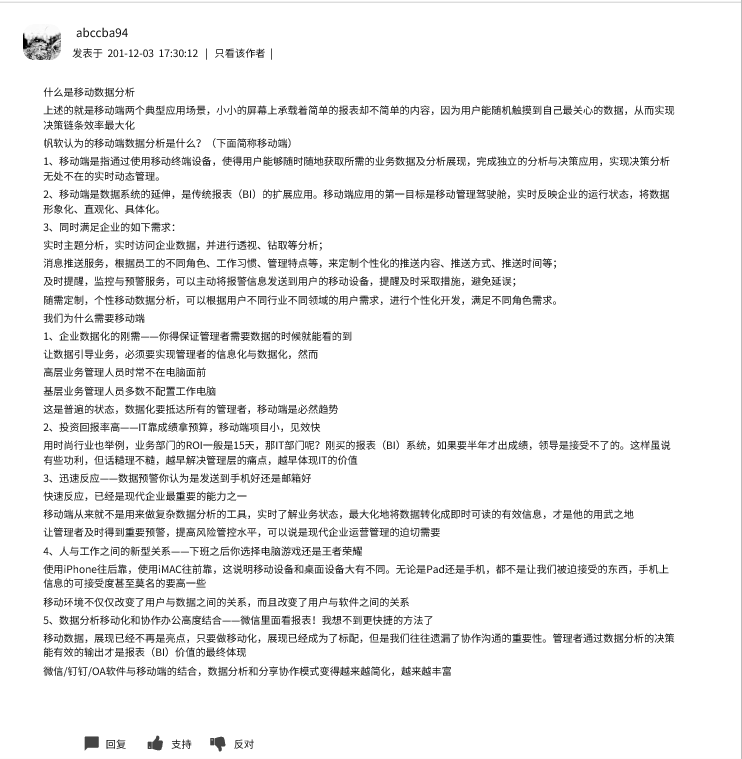 abccba94
发表于 201-12-03 17:30:12 | 只看该作者 |
什么是移动数据分析
上述的就是移动端两个典型应用场景，小小的屏幕上承载着简单的报表却不简单的内容，因为用户能随机触摸到自己最关心的数据，从而实现
决策链条效率最大化
帆软认为的移动端数据分析是什么？（下面简称移动端）
1、移动端是指通过使用移动终端设备，使得用户能够随时随地获取所需的业务数据及分析展现，完成独立的分析与决策应用，实现决策分析
无处不在的实时动态管理。
2、移动端是数据系统的延伸，是传统报表（BI）的扩展应用。移动端应用的第一目标是移动管理驾驶舱，实时反映企业的运行状态，将数据
形象化、直观化、具体化。
3、同时满足企业的如下需求：
实时主题分析，实时访问企业数据，并进行透视、钻取等分析；
消息推送服务，根据员工的不同角色、工作习惯、管理特点等，来定制个性化的推送内容、推送方式、推送时间等；
及时提醒，监控与预警服务，可以主动将报警信息发送到用户的移动设备，提醒及时采取措施，避免延误；
随需定制，个性移动数据分析，可以根据用户不同行业不同领域的用户需求，进行个性化开发，满足不同角色需求。
我们为什么需要移动端
1、企业数据化的刚需——你得保证管理者需要数据的时候就能看的到
让数据引导业务，必须要实现管理者的信息化与数据化，然而
高层业务管理人员时常不在电脑面前
基层业务管理人员多数不配置工作电脑
这是普遍的状态，数据化要抵达所有的管理者，移动端是必然趋势
2、投资回报率高——IT靠成绩拿预算，移动端项目小，见效快
用时尚行业也举例，业务部门的ROI一般是15天，那IT部门呢？刚买的报表（BI）系统，如果要半年才出成绩，领导是接受不了的。这样虽说
有些功利，但话糙理不糙，越早解决管理层的痛点，越早体现IT的价值
3、迅速反应——数据预警你认为是发送到手机好还是邮箱好
快速反应，已经是现代企业最重要的能力之一
移动端从来就不是用来做复杂数据分析的工具，实时了解业务状态，最大化地将数据转化成即时可读的有效信息，才是他的用武之地
让管理者及时得到重要预警，提高风险管控水平，可以说是现代企业运营管理的迫切需要
4、人与工作之间的新型关系——下班之后你选择电脑游戏还是王者荣耀
使用iPhone往后靠，使用iMAC往前靠，这说明移动设备和桌面设备大有不同。无论是Pad还是手机，都不是让我们被迫接受的东西，手机上
信息的可接受度甚至莫名的要高一些
移动环境不仅仅改变了用户与数据之间的关系，而且改变了用户与软件之间的关系
5、数据分析移动化和协作办公高度结合——微信里面看报表！我想不到更快捷的方法了
移动数据，展现已经不再是亮点，只要做移动化，展现已经成为了标配，但是我们往往遗漏了协作沟通的重要性。管理者通过数据分析的决策
能有效的输出才是报表（BI）价值的最终体现
微信/钉钉/OA软件与移动端的结合，数据分析和分享协作模式变得越来越简化，越来越丰富
回复 支持 反对